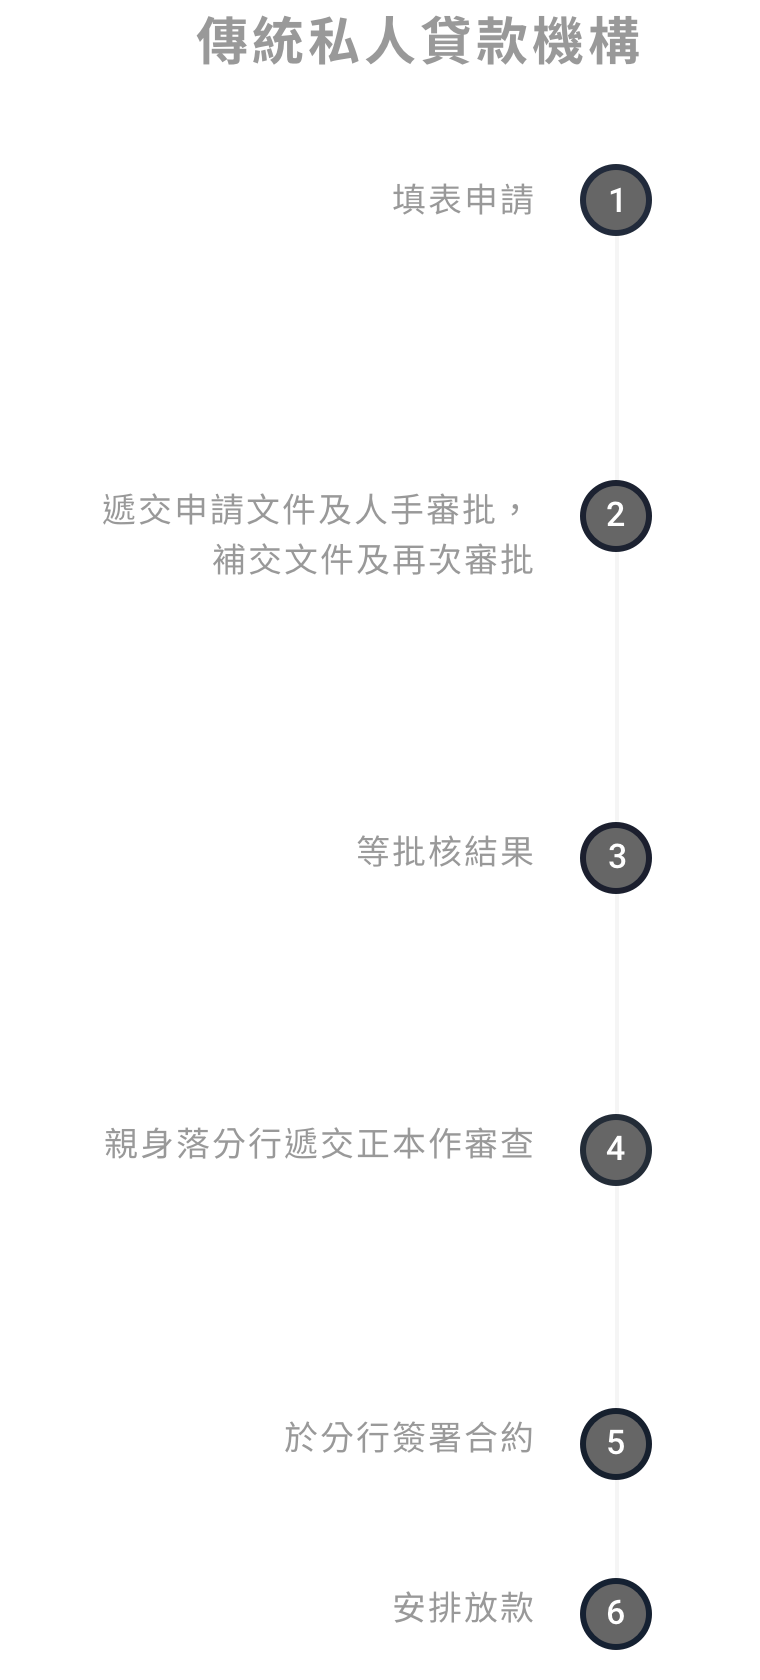 傳統私人貸款機構
填表申請
1
遞交申請文件及人手審批，
2
補交文件及再次審批
等批核結果
3
親身落分行遞交正本作審查
4
於分行簽署合約
5
安排放款
6